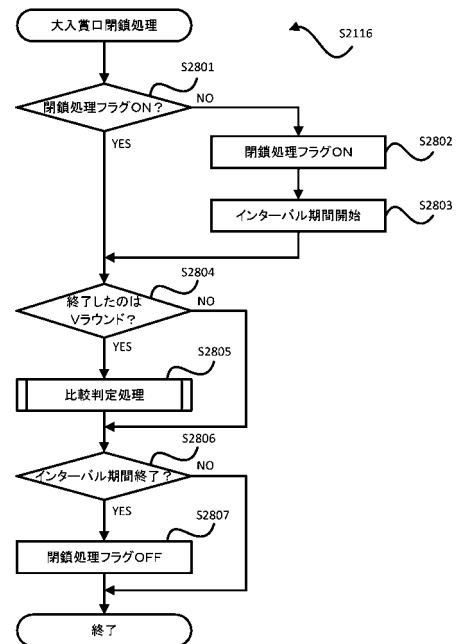 大入賞口閉鎖処理
S2116
S2801
閉鎖処理フラグON?
NO
YES
S2802
閉鎖処理フラグON
S2803
インターバル期間開始
S2804
終了したのは
Vラウンド?
NO
YES
S2805
比較判定処理
S2806
インターバル期間終了?
NO
YES
S2807
閉鎖処理フラグOFF
終了